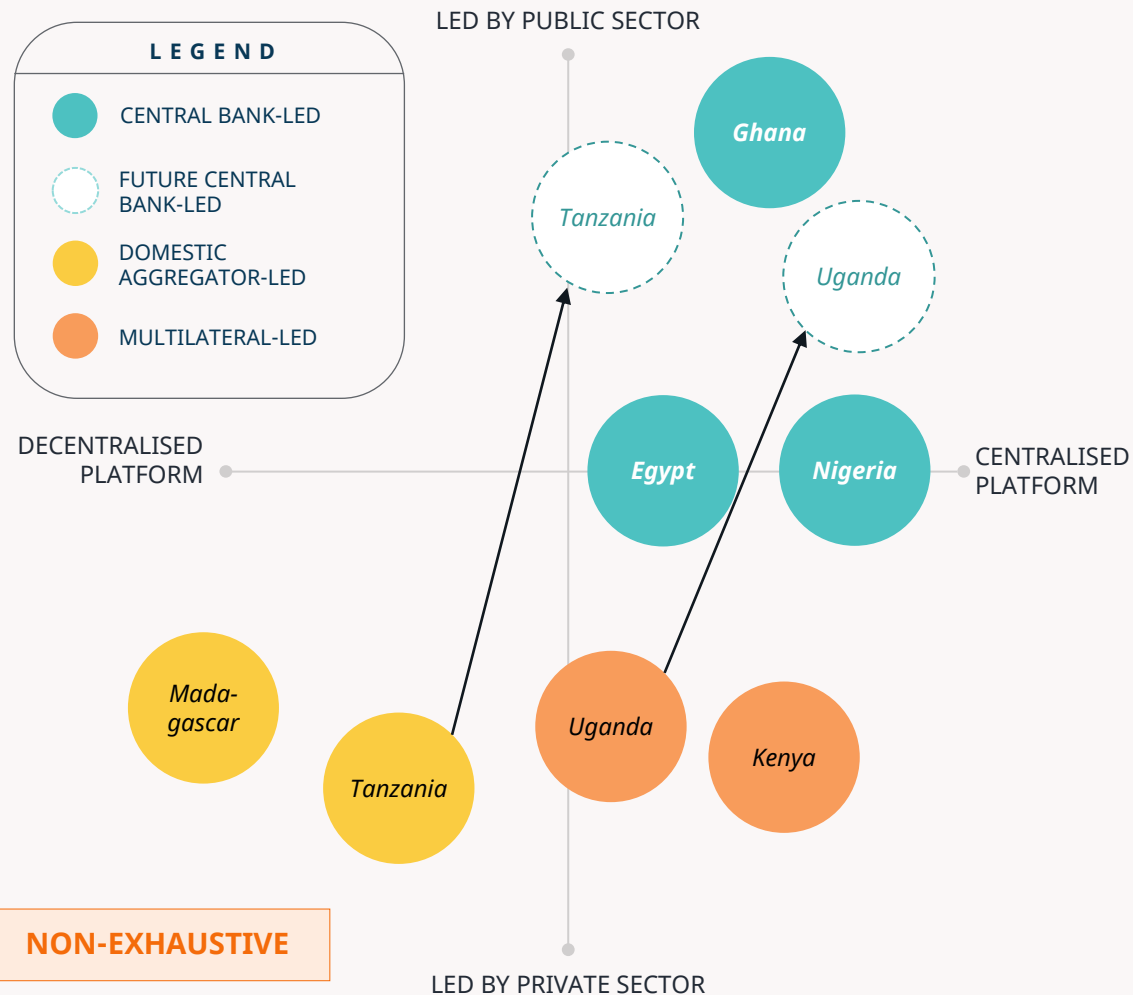 LED BY PUBLIC SECTOR
LEGEND
CENTRAL BANK-LED
FUTURE CENTRAL
BANK-LED
DOMESTIC
AGGREGATOR-LED
MULTILATERAL-LED
Ghana
Tanzania
Uganda
DECENTRALISED
PLATFORM
Egypt
Nigeria
CENTRALISED
PLATFORM
Mada-
gascar
Tanzania
Uganda
Kenya
NON-EXHAUSTIVE
LED BY PRIVATE SECTOR